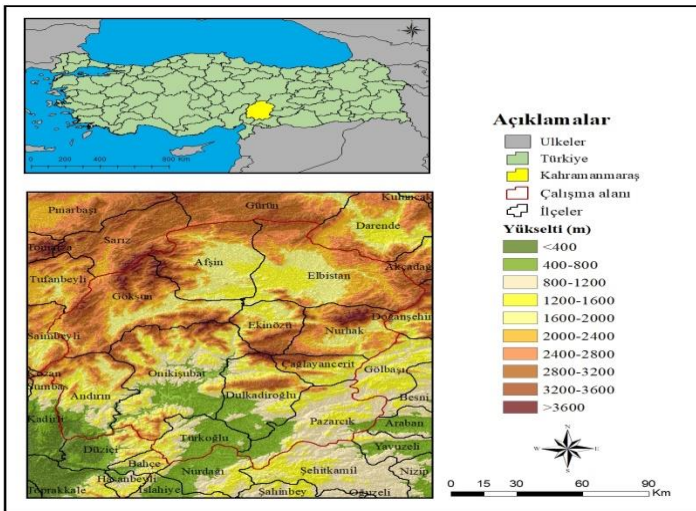 0 200 400 800 Km
Açıklamalar
Ulkeler
Türkiye
Kahramanmaraş
Çalışma alanı
İlçeler
Yükselti (m)
<400
400-800
800-1200
1200-1600
1600-2000
2000-2400
2400-2800
2800-3200
3200-3600
>3600
Pınarbaşı
Gürün
Sarız
Darende
Afşin
Elbistan
Akçadağ
Tufanbeyli
Göksun
Doğanşehir
Ekinözü
Nurhak
Saimbeyli
Çağlayancerit
Gölbaşı
Kozan
Onikişubat
Sumbas
Andırın
Dulkadiroğlu
Besni
Kadirli
Pazarcık
Araban
Düziçi
Türkoğlu
Yavuzeli
Bahçe
Nurdağı
Şehitkamil
Nizip
Hasanbeyli
Toprakkale
İslahiye
Şahinbey
Oğuzeli
N
W
E
S
0 15 30 45 60 90
Km